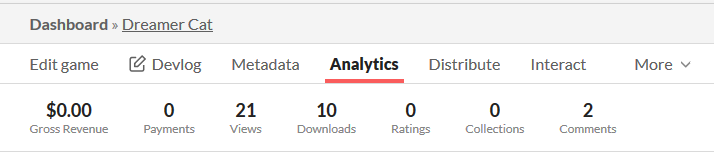 Dashboard » Dreamer Cat
Edit game Devlog Metadata Analytics Distribute Interact More
$0.00 0 21 10 0 0 2
Gross Revenue Payments Views Downloads Ratings Collections Comments